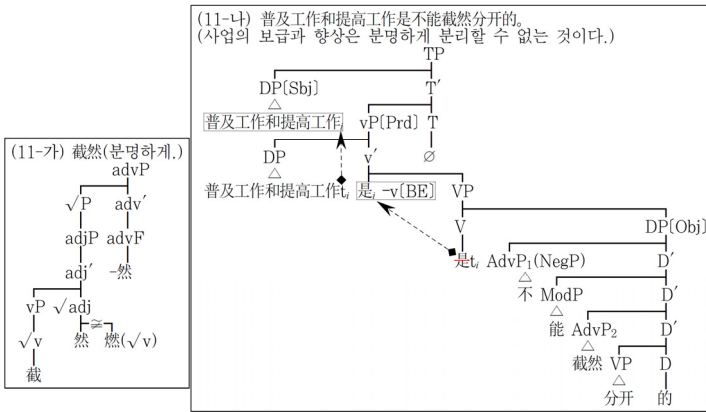 (11-가) 截然(분명하게.)
advP
√P adv′
adjP advF
adj′ -然
vP √adj
≆
√v 然 燃(√v)
截
(11-나) 普及工作和提高工作是不能截然分开的。
(사업의 보급과 향상은 분명하게 분리할 수 없는 것이다.)
TP
DP[Sbj] T′
普及工作和提高工作i vP[Prd] T
DP v′ ∅
普及工作和提高工作ti 是i -v[BE] VP
V DP[Obj]
是ti AdvP₁(NegP) D′
不 ModP D′
能 AdvP₂ D′
截然 VP D
分开 的